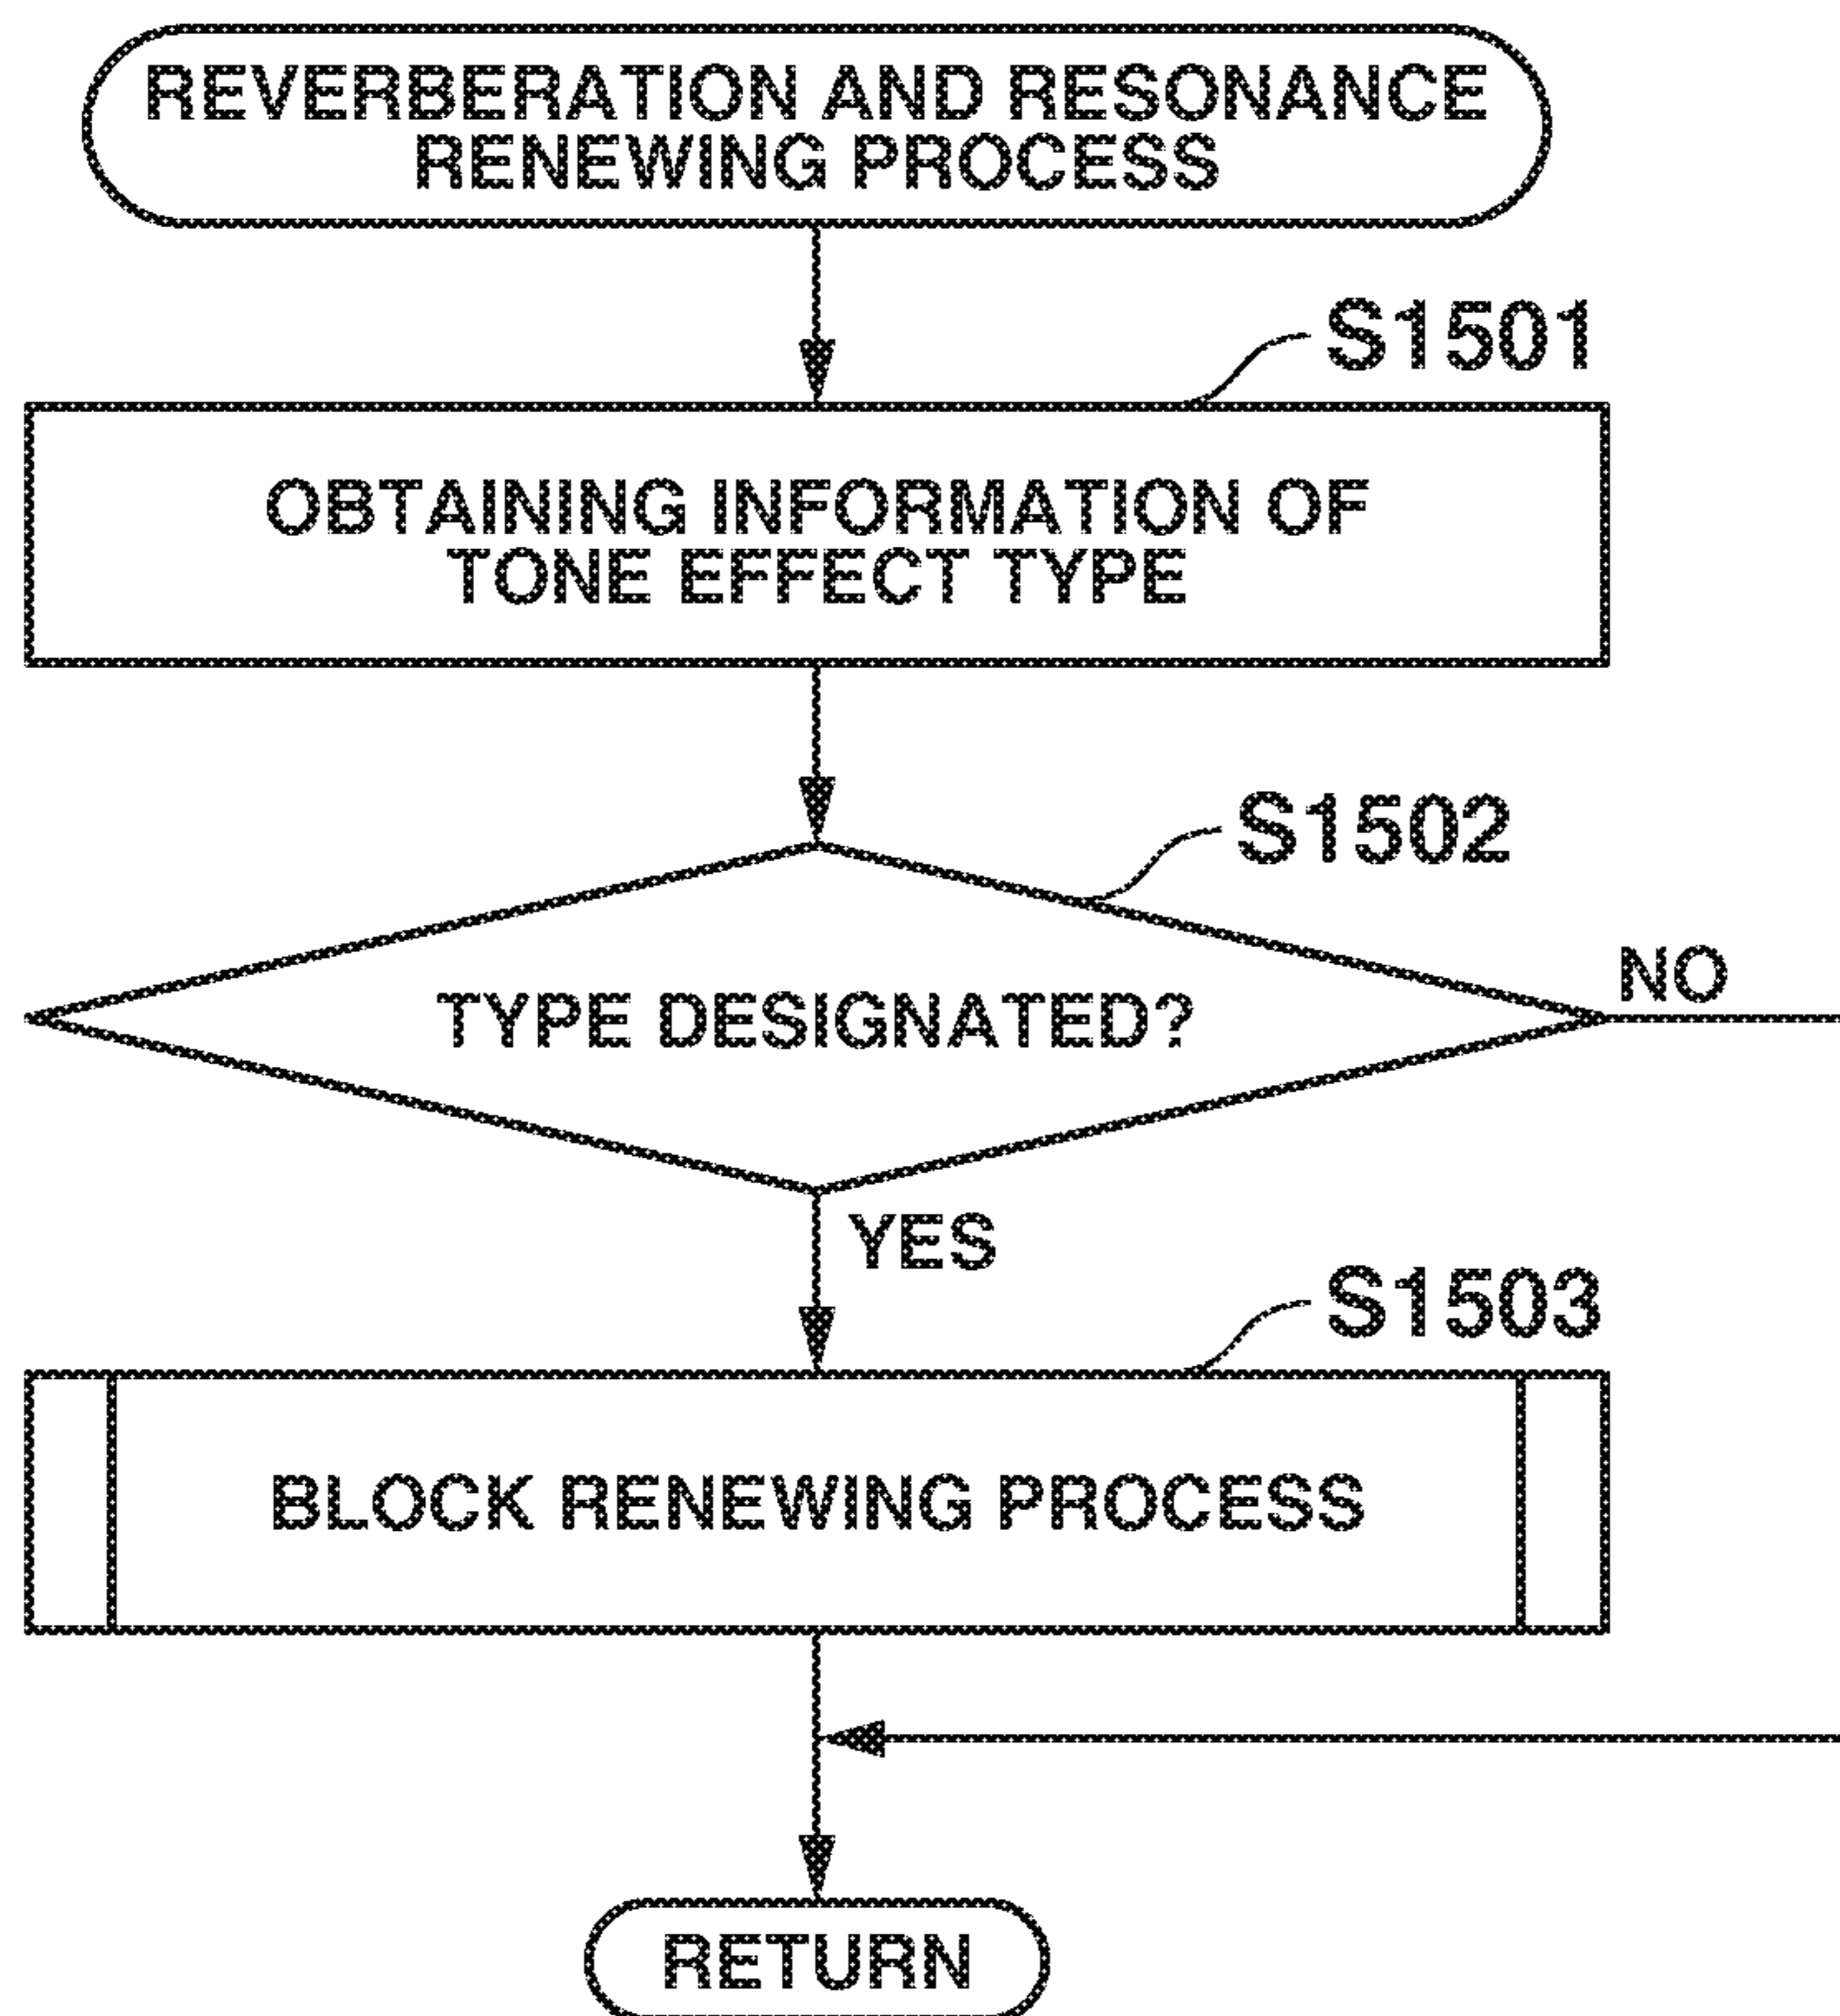 REVERBERATION AND RESONANCE
RENEWING PROCESS
S1501
OBTAINING INFORMATION OF
TONE EFFECT TYPE
S1502
TYPE DESIGNATED?
NO
YES
S1503
BLOCK RENEWING PROCESS
RETURN